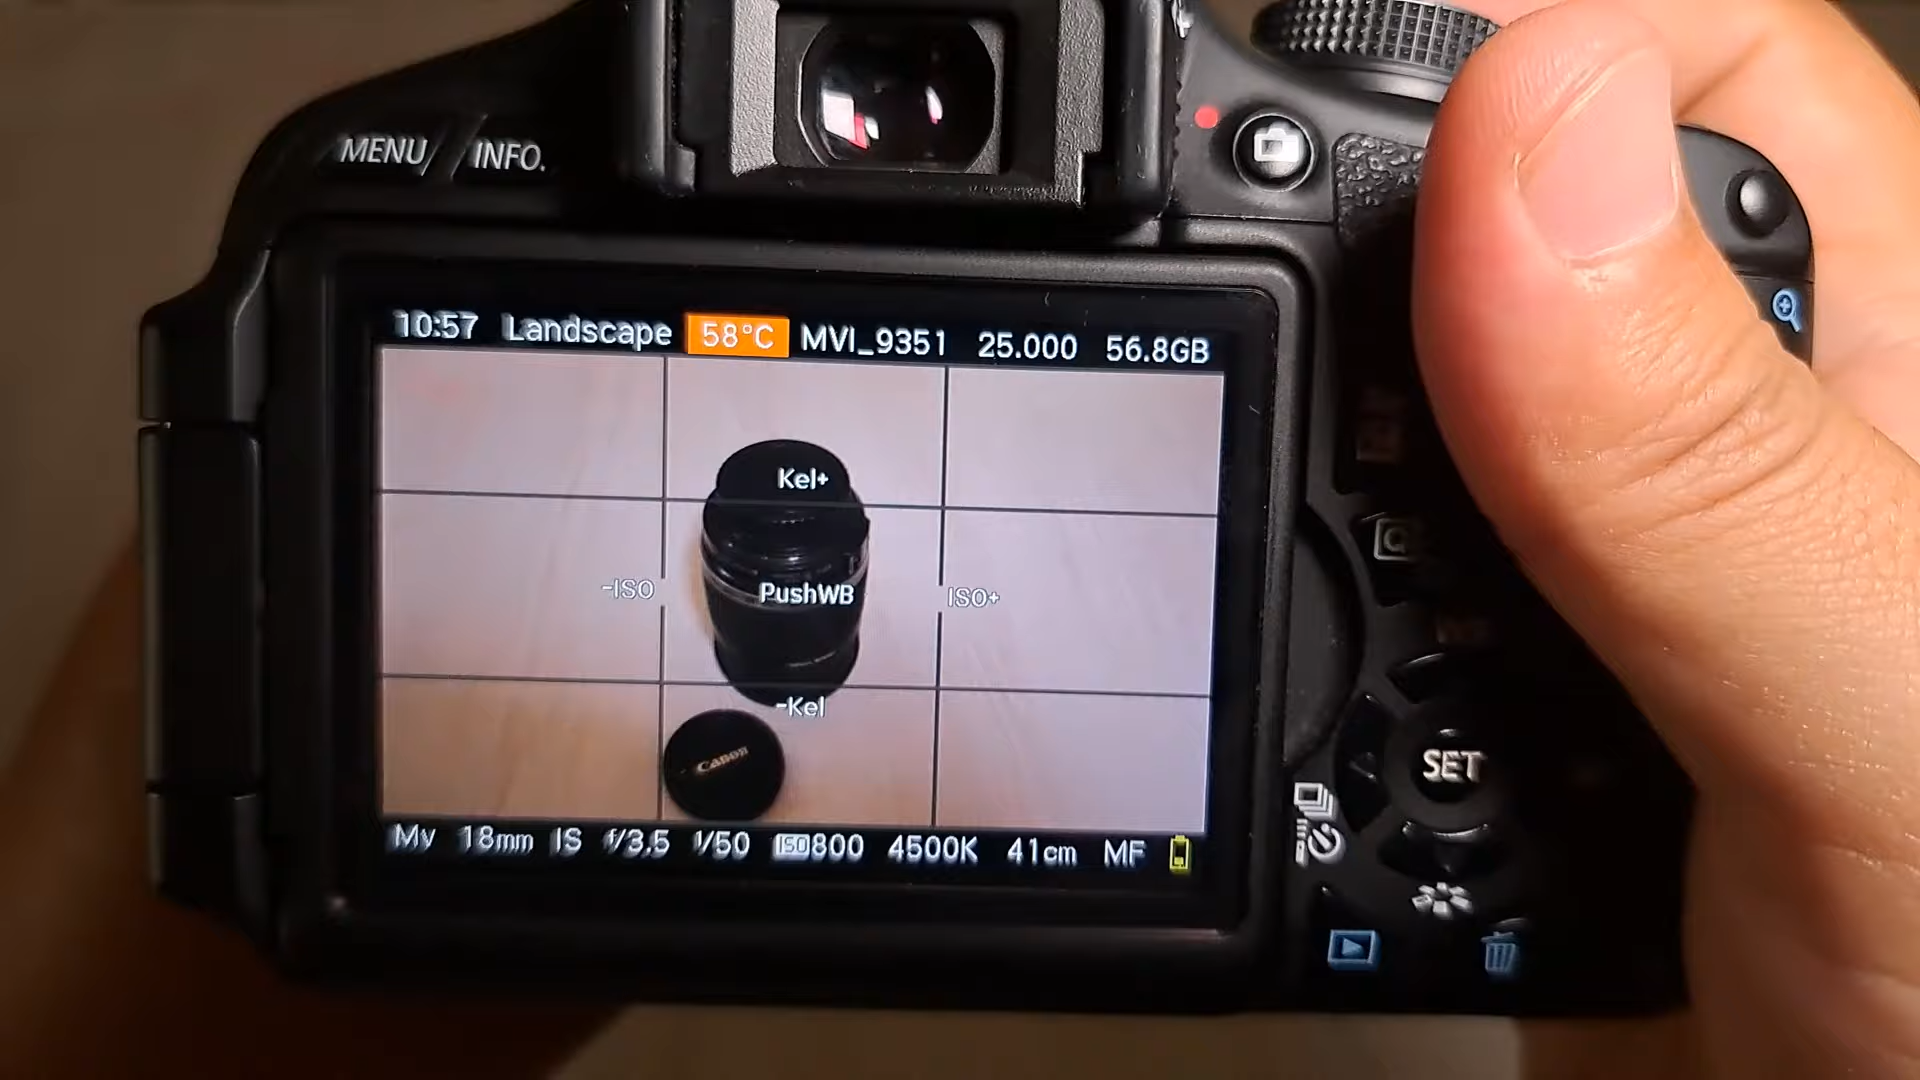 MENU INFO.
10:57 Landscape 58°C MVI_9351 25.000 56.8GB
Kel+
-ISO PushWB ISO+
-Kel
Canon
Mv 18mm IS f/3.5 1/50 ISO800 4500K 41cm MF
Q
SET